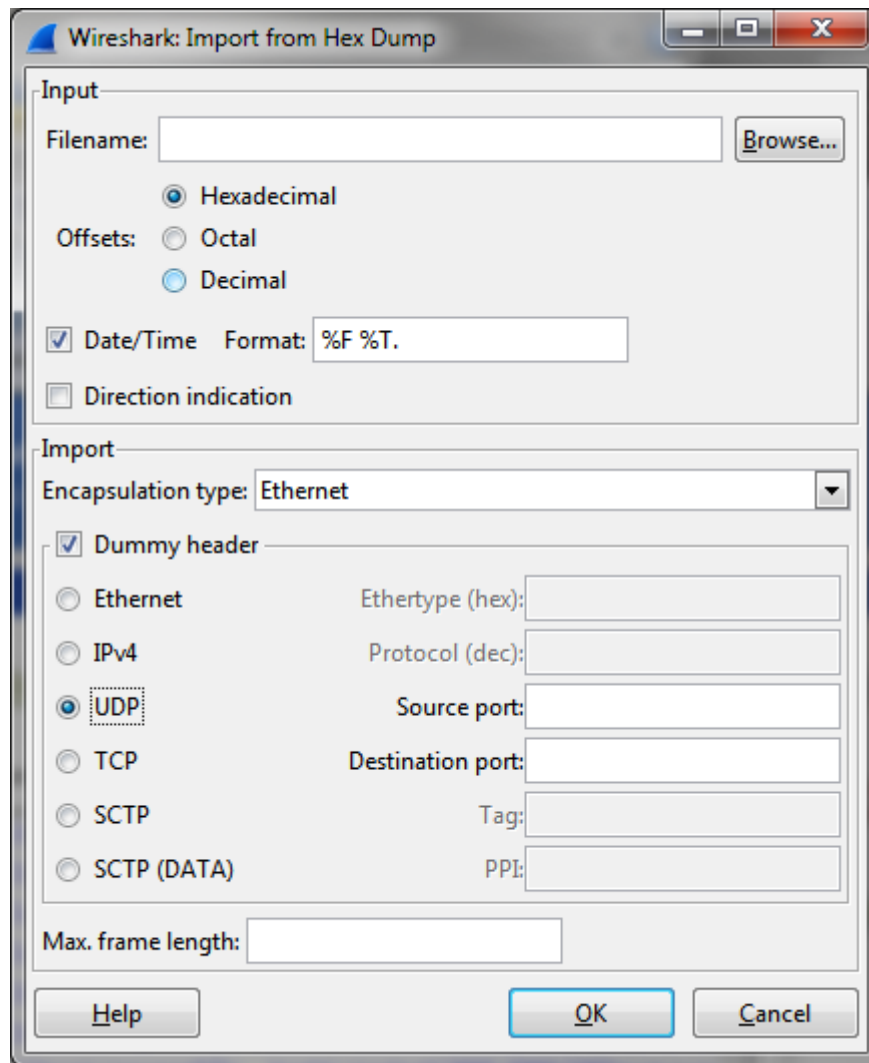 Wireshark: Import from Hex Dump
Input
Filename: Browse...
Hexadecimal
Offsets: Octal
Decimal
Date/Time Format: %F %T.
Direction indication
Import
Encapsulation type: Ethernet
Dummy header
Ethernet Ethertype (hex):
IPv4 Protocol (dec):
UDP Source port:
TCP Destination port:
SCTP Tag:
SCTP (DATA) PPI:
Max. frame length:
Help OK Cancel